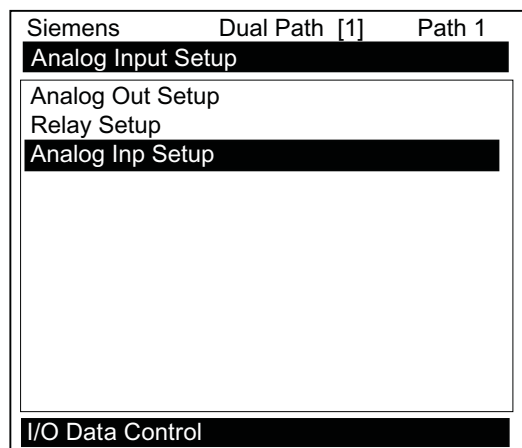 Siemens Dual Path [1] Path 1
Analog Input Setup
Analog Out Setup
Relay Setup
Analog Inp Setup
I/O Data Control